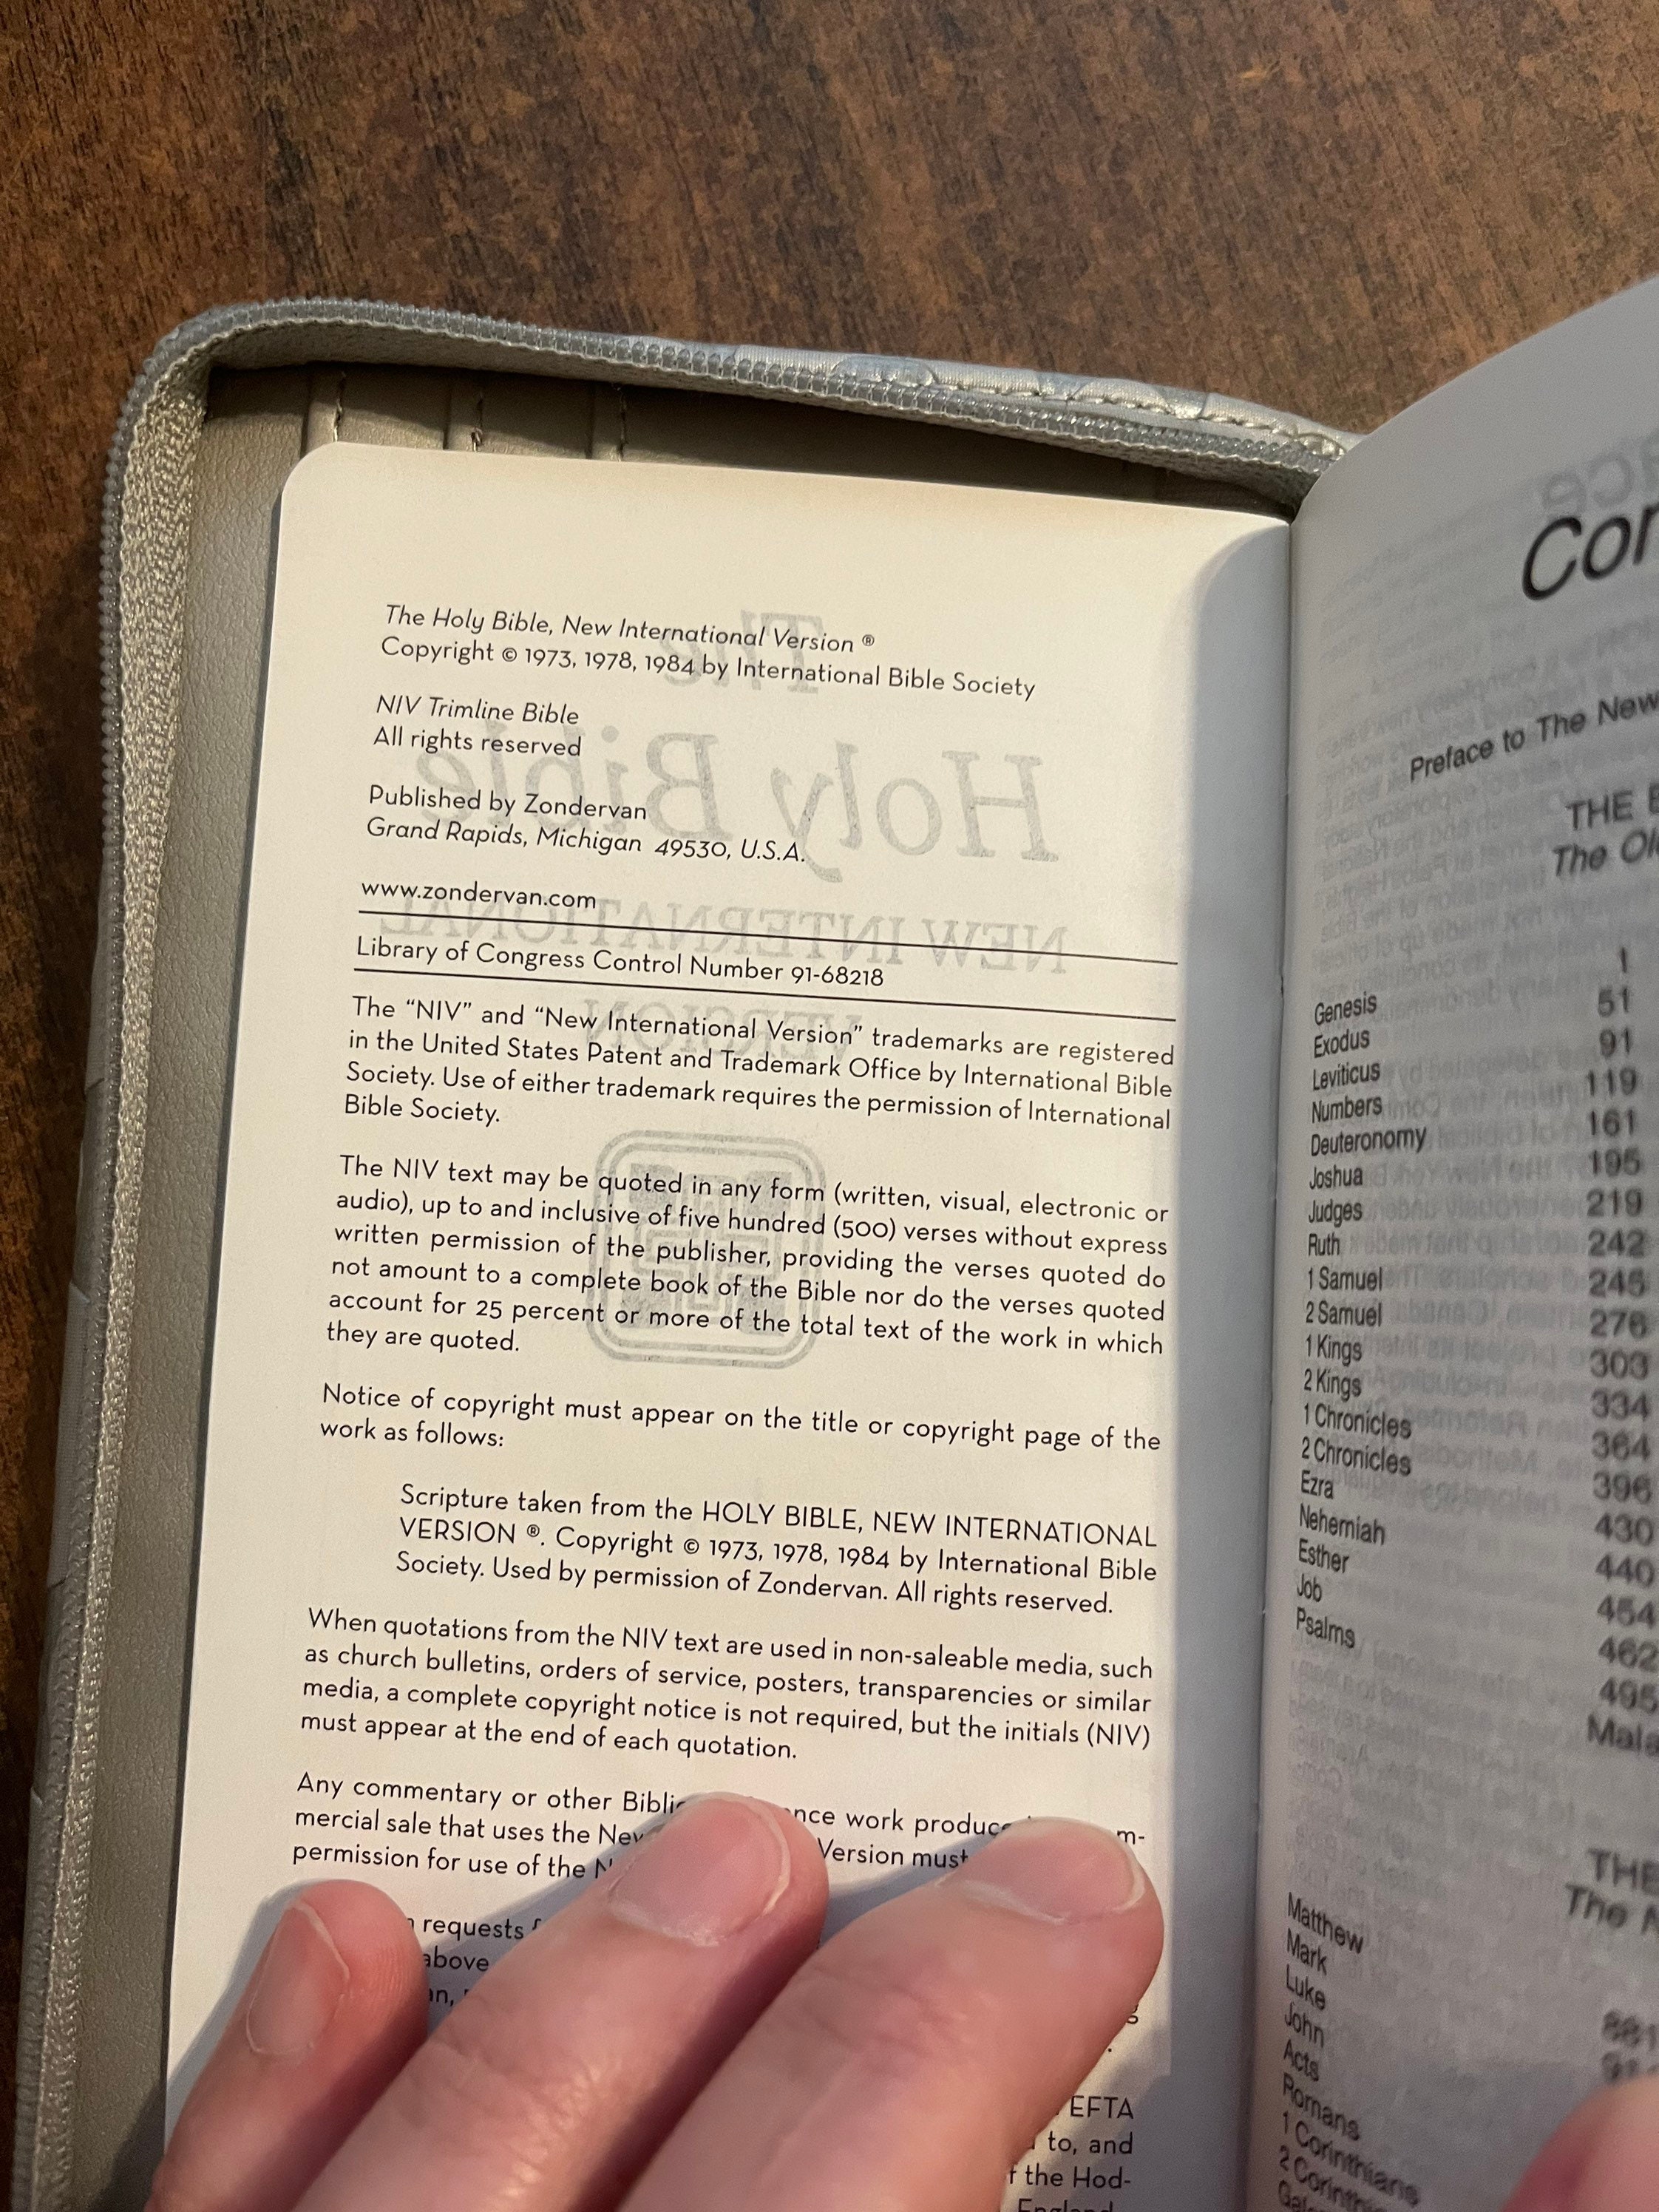 The Holy Bible, New International Version ®
Copyright © 1973, 1978, 1984 by International Bible Society
NIV Trimline Bible
All rights reserved
Published by Zondervan
Grand Rapids, Michigan 49530, U.S.A.
www.zondervan.com
Library of Congress Control Number 91-68218
The “NIV” and “New International Version” trademarks are registered
in the United States Patent and Trademark Office by International Bible
Society. Use of either trademark requires the permission of International
Bible Society.
The NIV text may be quoted in any form (written, visual, electronic or
audio), up to and inclusive of five hundred (500) verses without express
written permission of the publisher, providing the verses quoted do
not amount to a complete book of the Bible nor do the verses quoted
account for 25 percent or more of the total text of the work in which
they are quoted.
Notice of copyright must appear on the title or copyright page of the
work as follows:
Scripture taken from the HOLY BIBLE, NEW INTERNATIONAL
VERSION ®. Copyright © 1973, 1978, 1984 by International Bible
Society. Used by permission of Zondervan. All rights reserved.
When quotations from the NIV text are used in non-saleable media, such
as church bulletins, orders of service, posters, transparencies or similar
media, a complete copyright notice is not required, but the initials (NIV)
must appear at the end of each quotation.
Any commentary or other work
mercial sale that uses the Version must
permission for use of the
requests
above
EFTA
to, and
the Hod-
Preface to The New
THE
The
Genesis 1
Exodus 51
Leviticus 91
Numbers 119
Deuteronomy 161
Joshua 195
Judges 219
Ruth 242
1 Samuel 245
2 Samuel 276
1 Kings 303
2 Kings 334
1 Chronicles 364
2 Chronicles 396
Ezra 430
Nehemiah 440
Esther 454
Job 462
Psalms 495
THE
The
Matthew
Mark
Luke
John
Acts
Romans
1 Corinthians